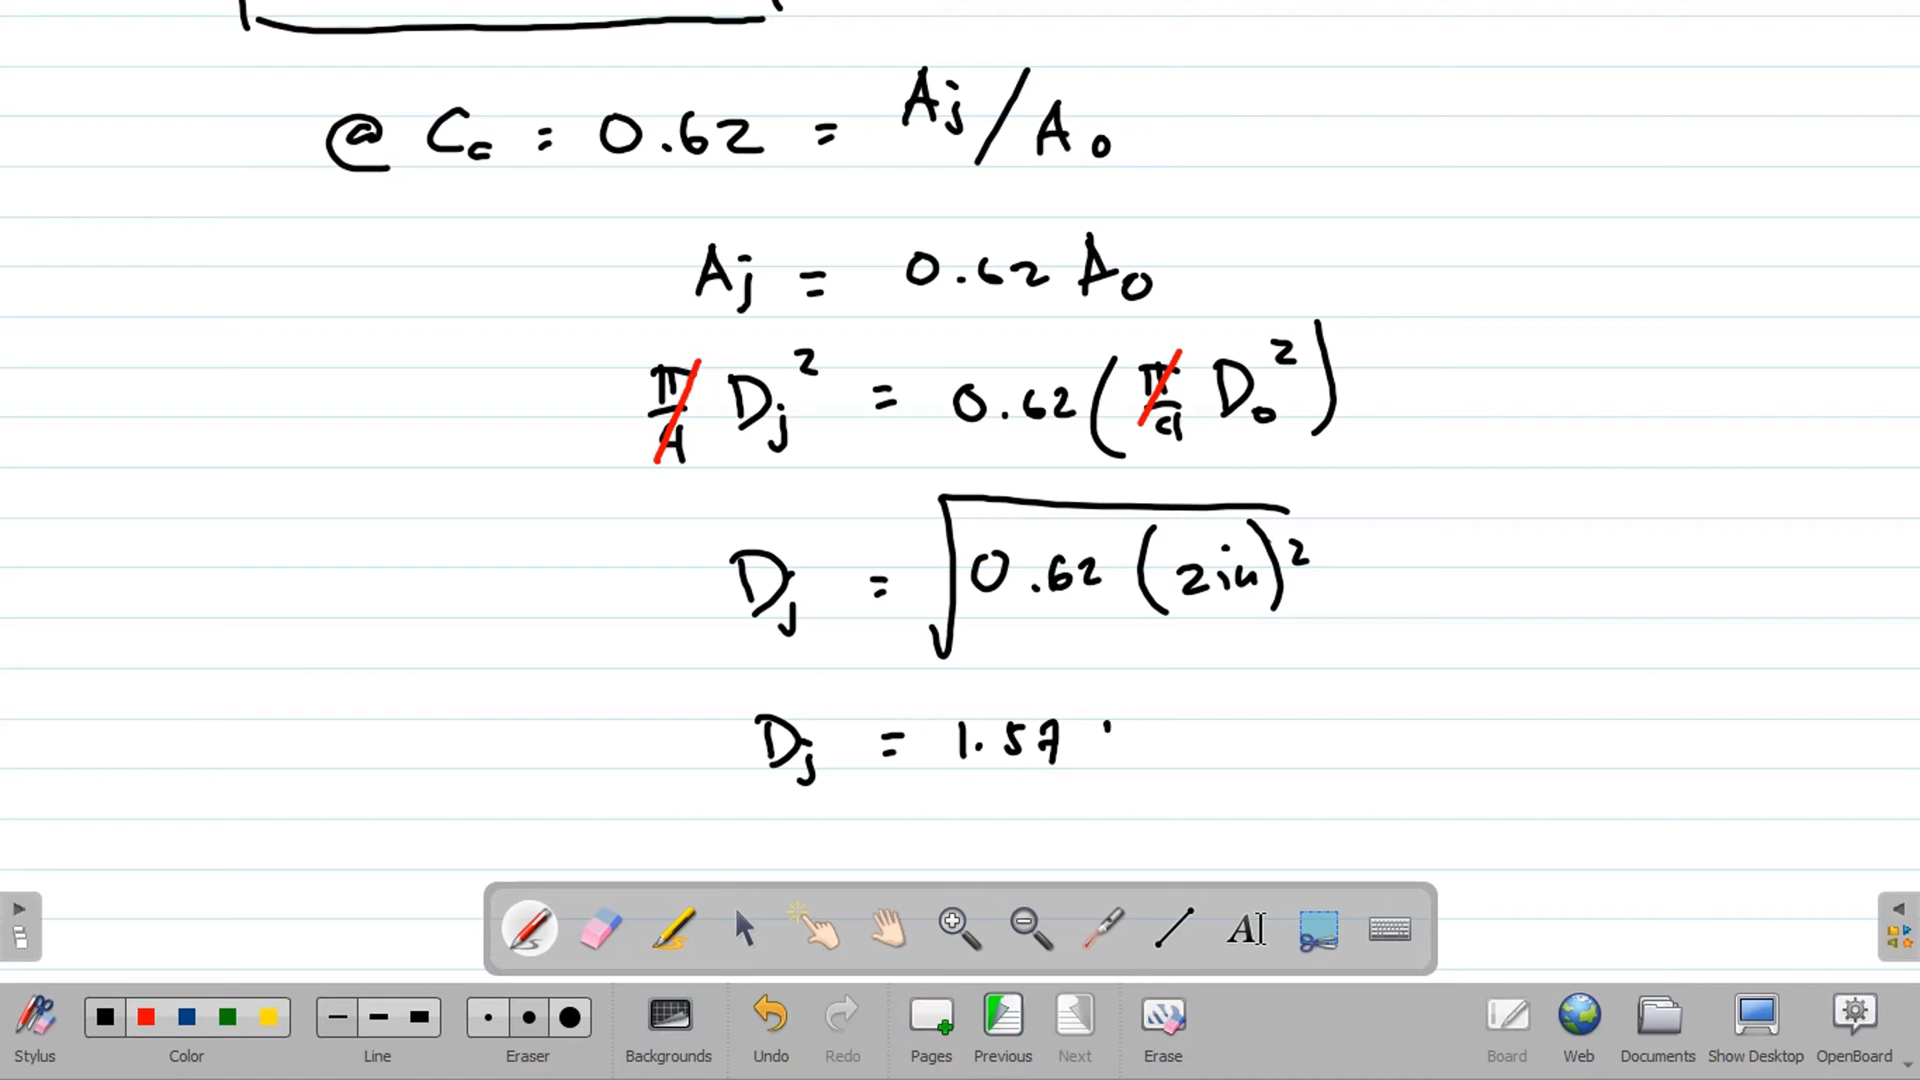 @ Cc = 0.62 = Aj/Ao
Aj = 0.62 Ao
π/4 Dj² = 0.62 (π/4 Do²)
Dj = √0.62 (2in)²
Dj = 1.57
Stylus
Color
Line
Eraser
Backgrounds
Undo
Redo
Pages
Previous
Next
Erase
Board
Web
Documents
Show Desktop
OpenBoard